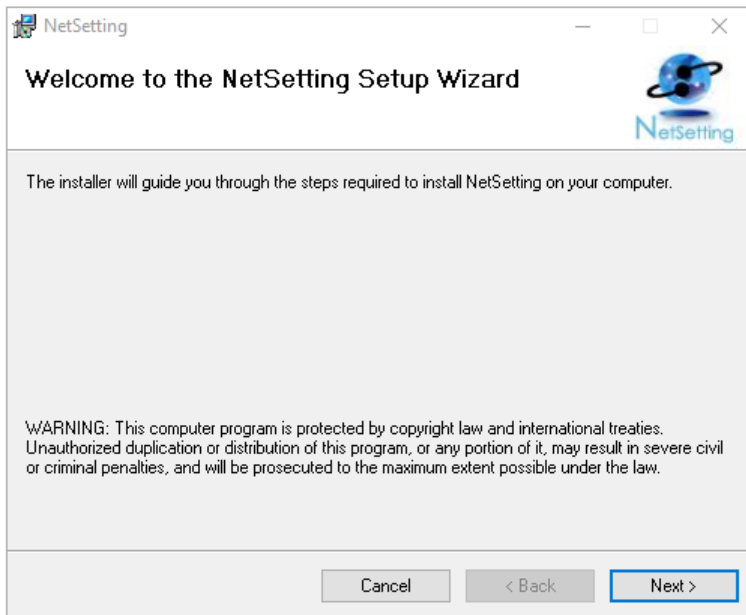 NetSetting
Welcome to the NetSetting Setup Wizard
NetSetting
The installer will guide you through the steps required to install NetSetting on your computer.
WARNING: This computer program is protected by copyright law and international treaties.
Unauthorized duplication or distribution of this program, or any portion of it, may result in severe civil
or criminal penalties, and will be prosecuted to the maximum extent possible under the law.
Cancel
< Back
Next >